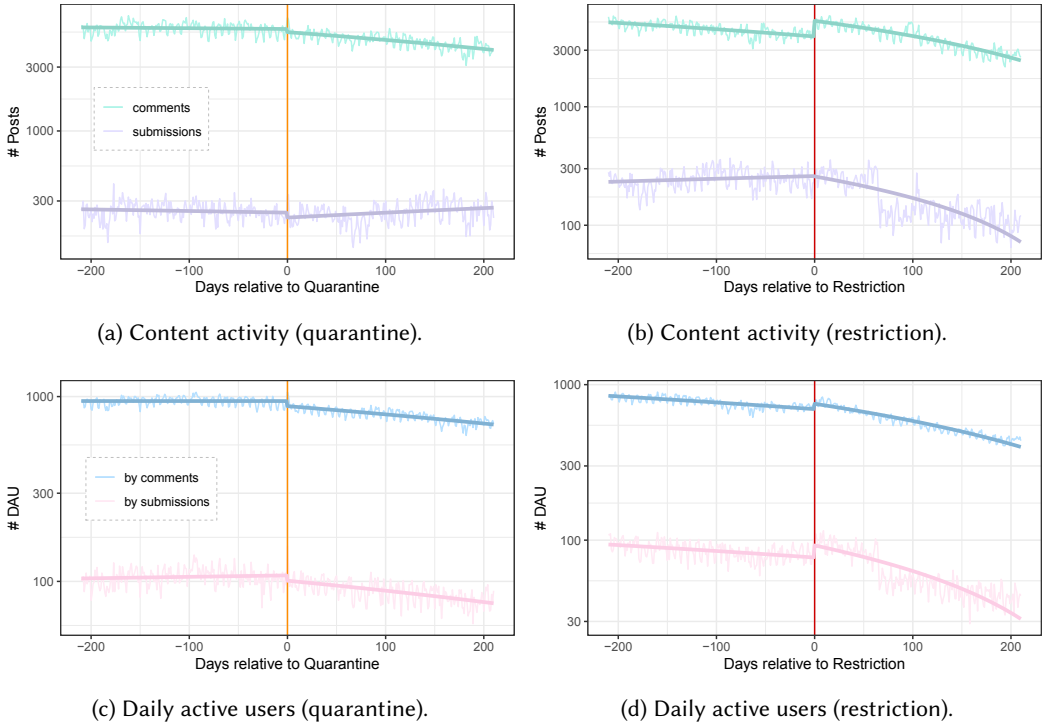 # Posts
3000
1000
300
comments
submissions
−200
−100
0
100
200
Days relative to Quarantine
(a) Content activity (quarantine).
# Posts
3000
1000
300
100
−200
−100
0
100
200
Days relative to Restriction
(b) Content activity (restriction).
# DAU
1000
300
100
by comments
by submissions
−200
−100
0
100
200
Days relative to Quarantine
(c) Daily active users (quarantine).
# DAU
1000
300
100
30
−200
−100
0
100
200
Days relative to Restriction
(d) Daily active users (restriction).